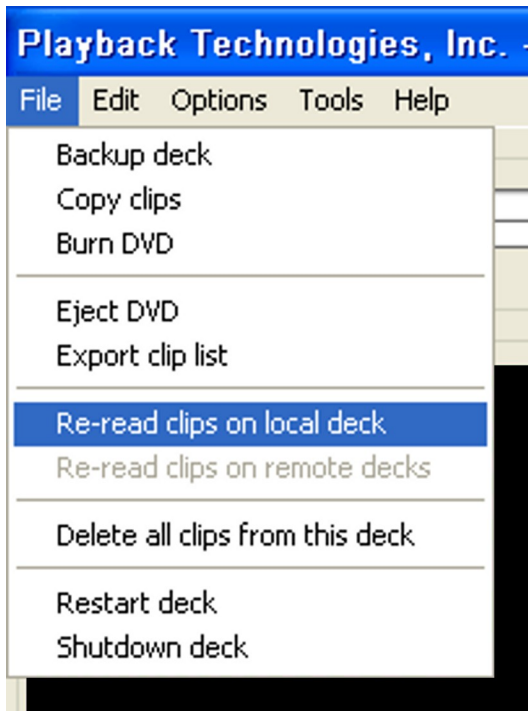 Playback Technologies, Inc. -
File Edit Options Tools Help
Backup deck
Copy clips
Burn DVD
Eject DVD
Export clip list
Re-read clips on local deck
Re-read clips on remote decks
Delete all clips from this deck
Restart deck
Shutdown deck